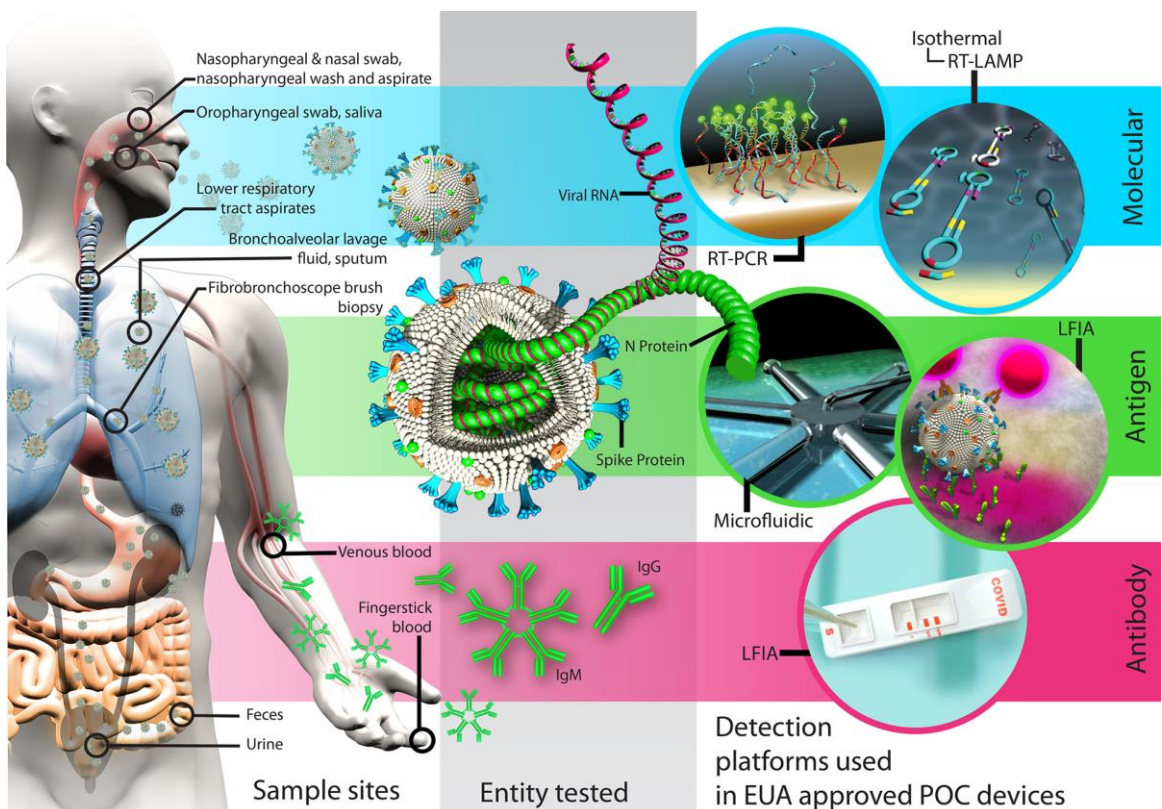 Nasopharyngeal & nasal swab,
nasopharyngeal wash and aspirate
Oropharyngeal swab, saliva
Lower respiratory
tract aspirates
Bronchoalveolar lavage
fluid, sputum
Fibrobronchoscope brush
biopsy
Venous blood
Fingerstick
blood
Feces
Urine
Sample sites
Viral RNA
N Protein
Spike Protein
IgG
IgM
Entity tested
Isothermal
RT-LAMP
RT-PCR
Molecular
LFIA
Microfluidic
Antigen
COVID
S
LFIA
Antibody
Detection
platforms used
in EUA approved POC devices